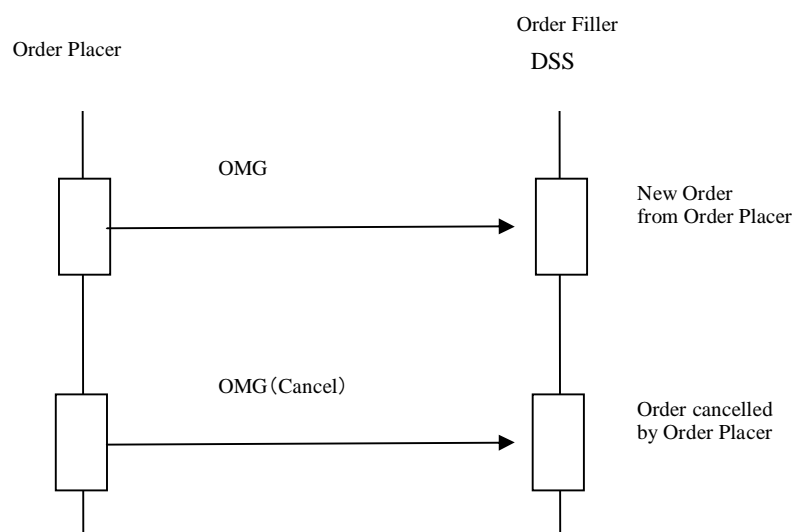 Order Placer
Order Filler
DSS
OMG
New Order
from Order Placer
OMG（Cancel）
Order cancelled
by Order Placer